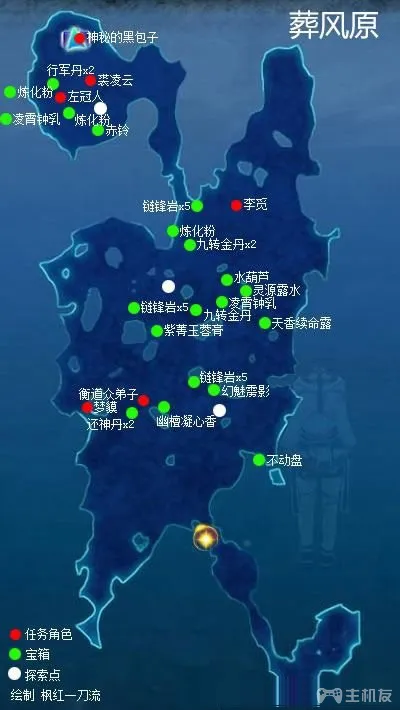 葬风原
神秘的黑包子
行军丹x2
裘凌云
炼化粉
左冠人
凌霄钟乳
炼化粉
赤铃
链锋岩x5
李觅
炼化粉
九转金丹x2
水葫芦
灵源露水
链锋岩x5
凌霄钟乳
九转金丹
天香续命露
紫菁玉蓉膏
链锋岩x5
衡道众弟子
幻魅霒影
梦貘
还神丹x2
幽檀凝心香
不动盘
任务角色
宝箱
探索点
绘制 枫红一刀流
主机友